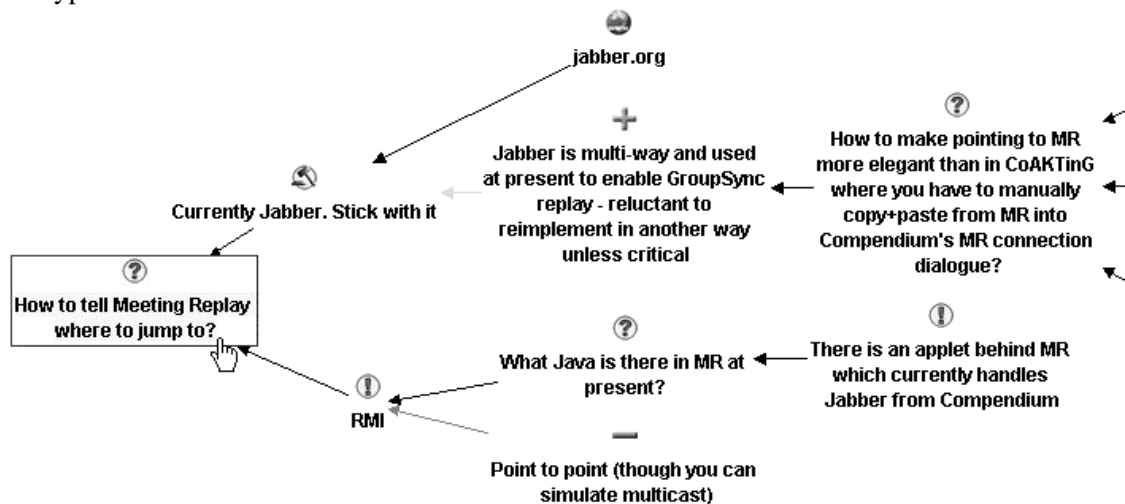 jabber.org
Jabber is multi-way and used
at present to enable GroupSync
replay - reluctant to
reimplement in another way
unless critical
How to make pointing to MR
more elegant than in CoAKTinG
where you have to manually
copy+paste from MR into
Compendium's MR connection
dialogue?
Currently Jabber. Stick with it
How to tell Meeting Replay
where to jump to?
What Java is there in MR at
present?
There is an applet behind MR
which currently handles
Jabber from Compendium
RMI
Point to point (though you can
simulate multicast)